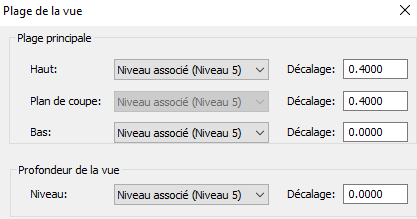 Plage de la vue
Plage principale
Haut: Niveau associé (Niveau 5) Décalage: 0.4000
Plan de coupe: Niveau associé (Niveau 5) Décalage: 0.4000
Bas: Niveau associé (Niveau 5) Décalage: 0.0000
Profondeur de la vue
Niveau: Niveau associé (Niveau 5) Décalage: 0.0000